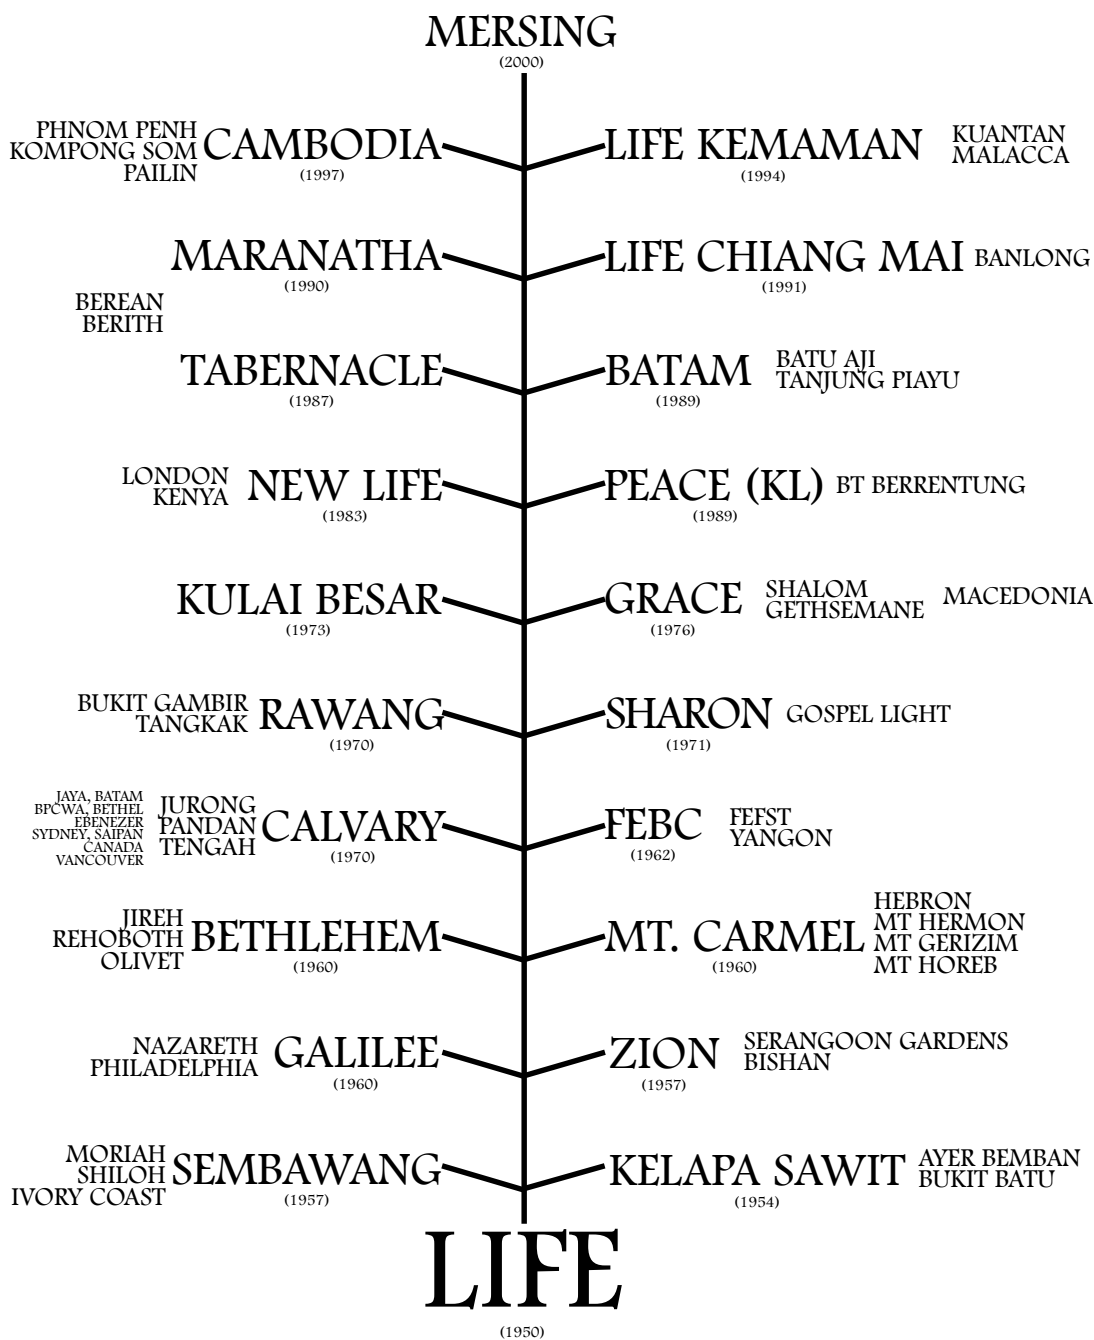 MERSING
(2000)
PHNOM PENH
KOMPONG SOM
PAILIN
CAMBODIA
(1997)
LIFE KEMAMAN
(1994)
KUANTAN
MALACCA
MARANATHA
(1990)
LIFE CHIANG MAI
(1991)
BANLONG
BEREAN
BERITH
TABERNACLE
(1987)
BATAM
(1989)
BATU AJI
TANJUNG PIAYU
LONDON
KENYA
NEW LIFE
(1983)
PEACE (KL)
(1989)
BT BERRENTUNG
KULAI BESAR
(1973)
GRACE
(1976)
SHALOM
GETHSEMANE
MACEDONIA
BUKIT GAMBIR
TANGKAK
RAWANG
(1970)
SHARON
(1971)
GOSPEL LIGHT
JAYA, BATAM
BPCWA, BETHEL
EBENEZER
SYDNEY, SAIPAN
CANADA
VANCOUVER
JURONG
PANDAN
TENGAH
CALVARY
(1970)
FEBC
(1962)
FEFST
YANGON
JIREH
REHOBOTH
OLIVET
BETHLEHEM
(1960)
MT. CARMEL
(1960)
HEBRON
MT HERMON
MT GERIZIM
MT HOREB
NAZARETH
PHILADELPHIA
GALILEE
(1960)
ZION
(1957)
SERANGOON GARDENS
BISHAN
MORIAH
SHILOH
IVORY COAST
SEMBAWANG
(1957)
KELAPA SAWIT
(1954)
AYER BEMBAN
BUKIT BATU
LIFE
(1950)